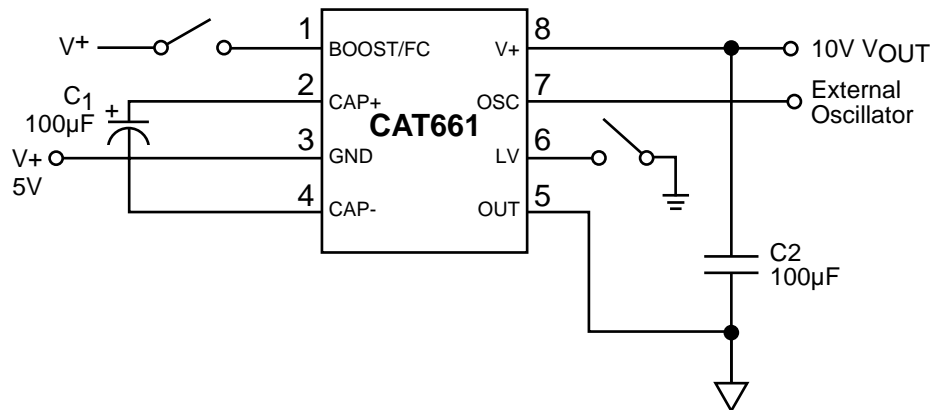 V+
1
BOOST/FC
C1
100µF
+
2
CAP+
V+
5V
3
GND
4
CAP-
CAT661
8
V+
10V VOUT
7
OSC
External
Oscillator
6
LV
5
OUT
C2
100µF